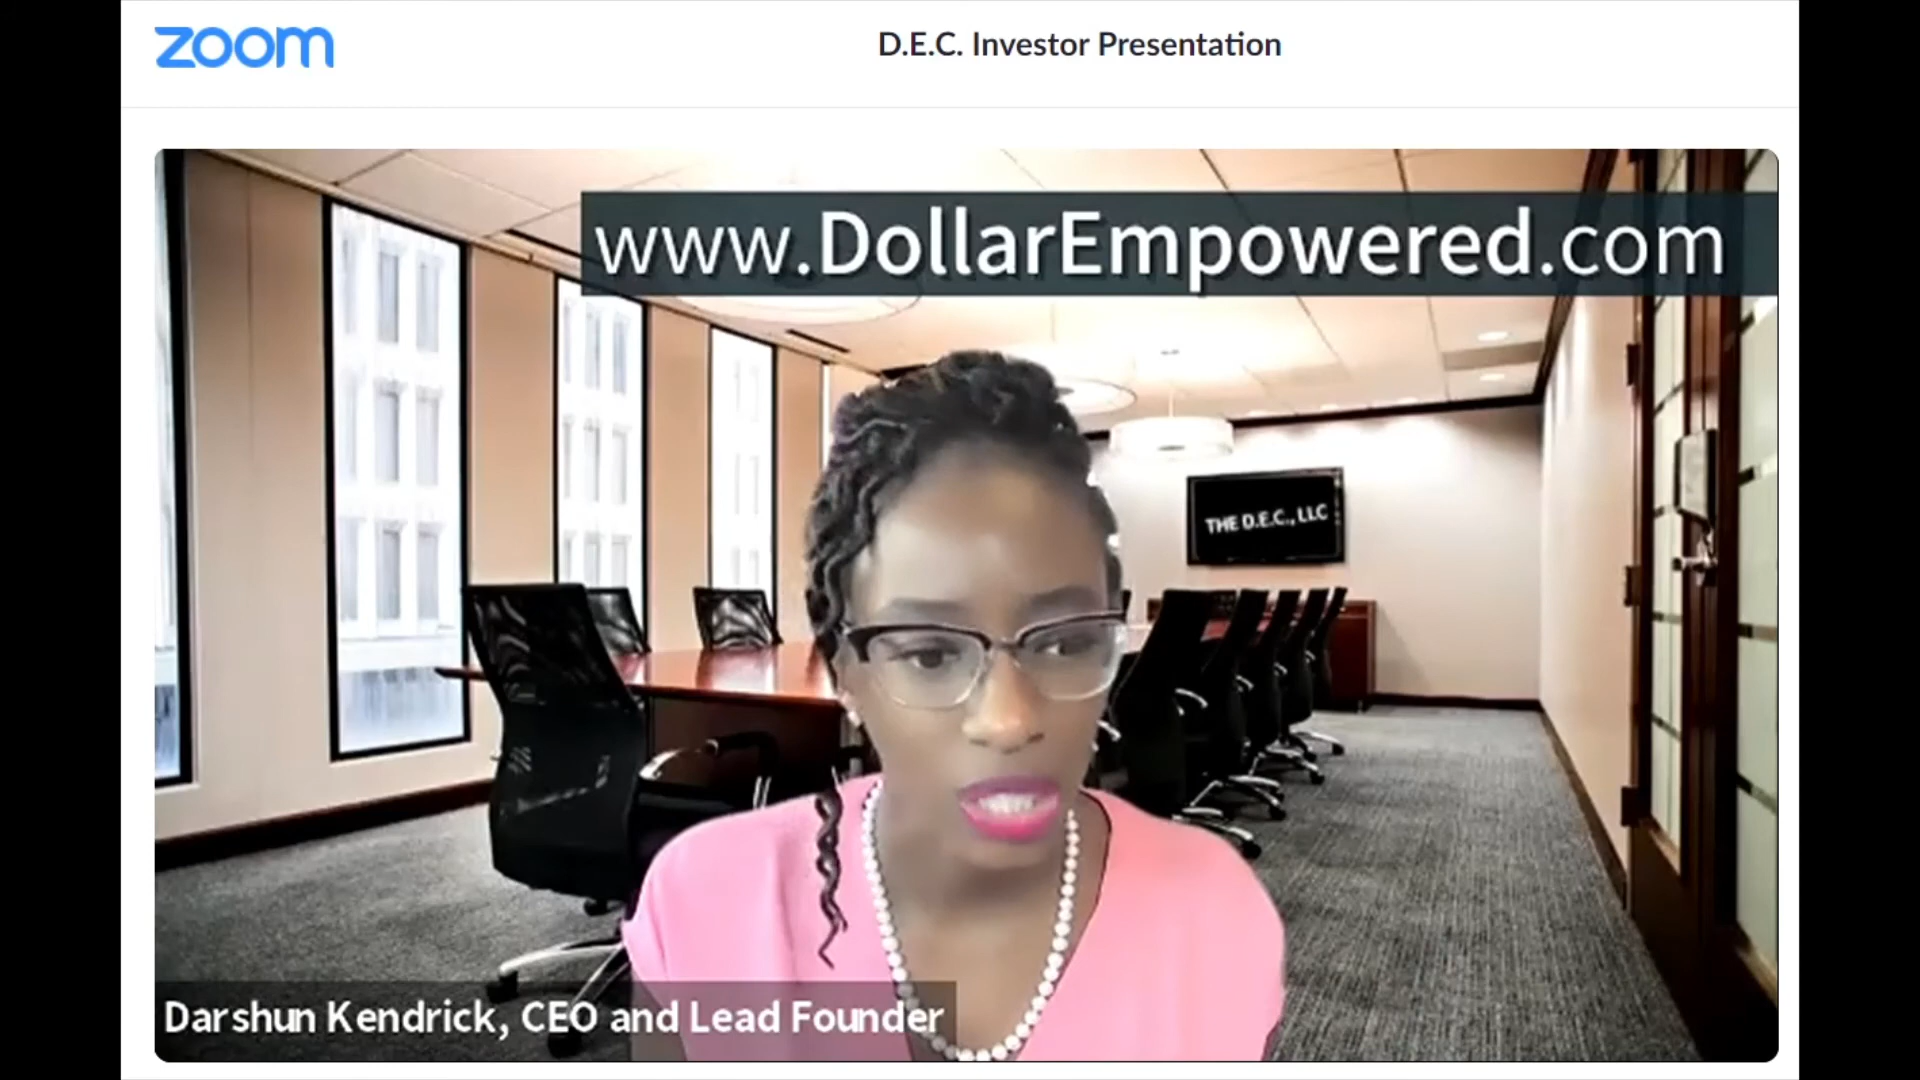 zoom
D.E.C. Investor Presentation
www.DollarEmpowered.com
THE D.E.C., LLC
Darshun Kendrick, CEO and Lead Founder